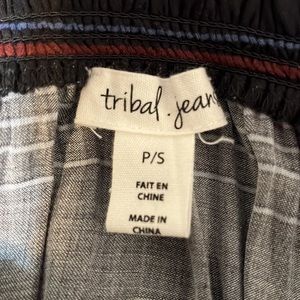 tribal.jeans
P/S
FAIT EN
CHINE
MADE IN
CHINA